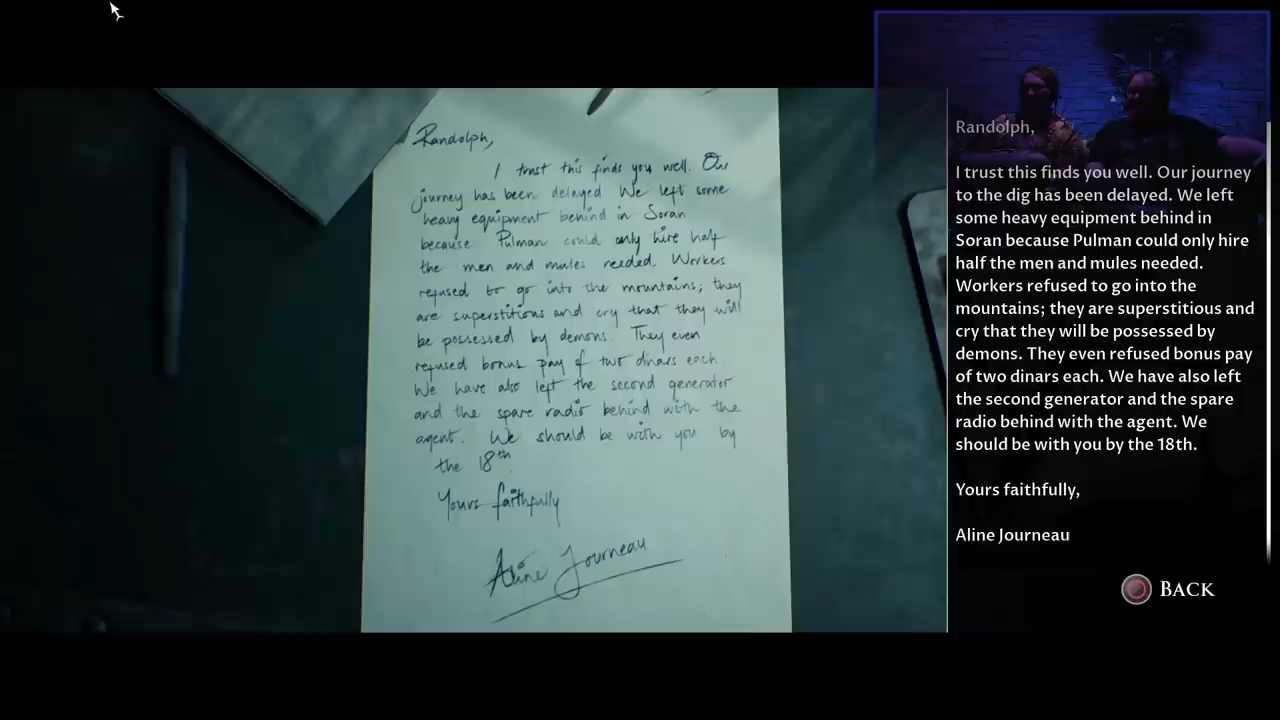 Randolph,
I trust this finds you well. Our
journey has been delayed. We left some
heavy equipment behind in Soran
because Pulman could only hire half
the men and mules needed. Workers
refused to go into the mountains; they
are superstitious and cry that they will
be possessed by demons. They even
refused bonus pay of two dinars each.
We have also left the second generator
and the spare radio behind with the
agent. We should be with you by
the 18th.
Yours faithfully
Aline Journeau
Randolph,
I trust this finds you well. Our journey
to the dig has been delayed. We left
some heavy equipment behind in
Soran because Pulman could only hire
half the men and mules needed.
Workers refused to go into the
mountains; they are superstitious and
cry that they will be possessed by
demons. They even refused bonus pay
of two dinars each. We have also left
the second generator and the spare
radio behind with the agent. We
should be with you by the 18th.
Yours faithfully,
Aline Journeau
BACK